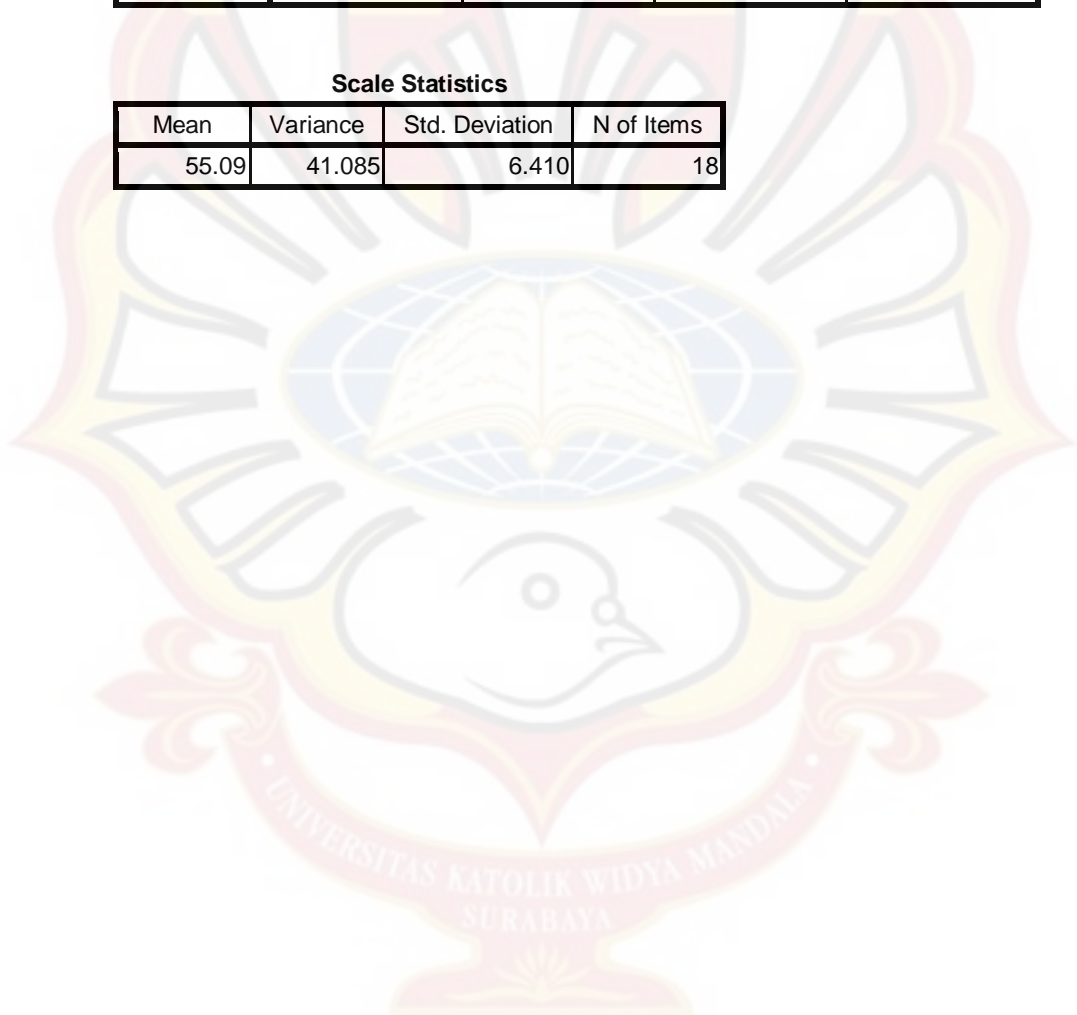 Scale Statistics
Mean Variance Std. Deviation N of Items
55.09 41.085 6.410 18
UNIVERSITAS KATOLIK WIDYA MANDALA
SURABAYA